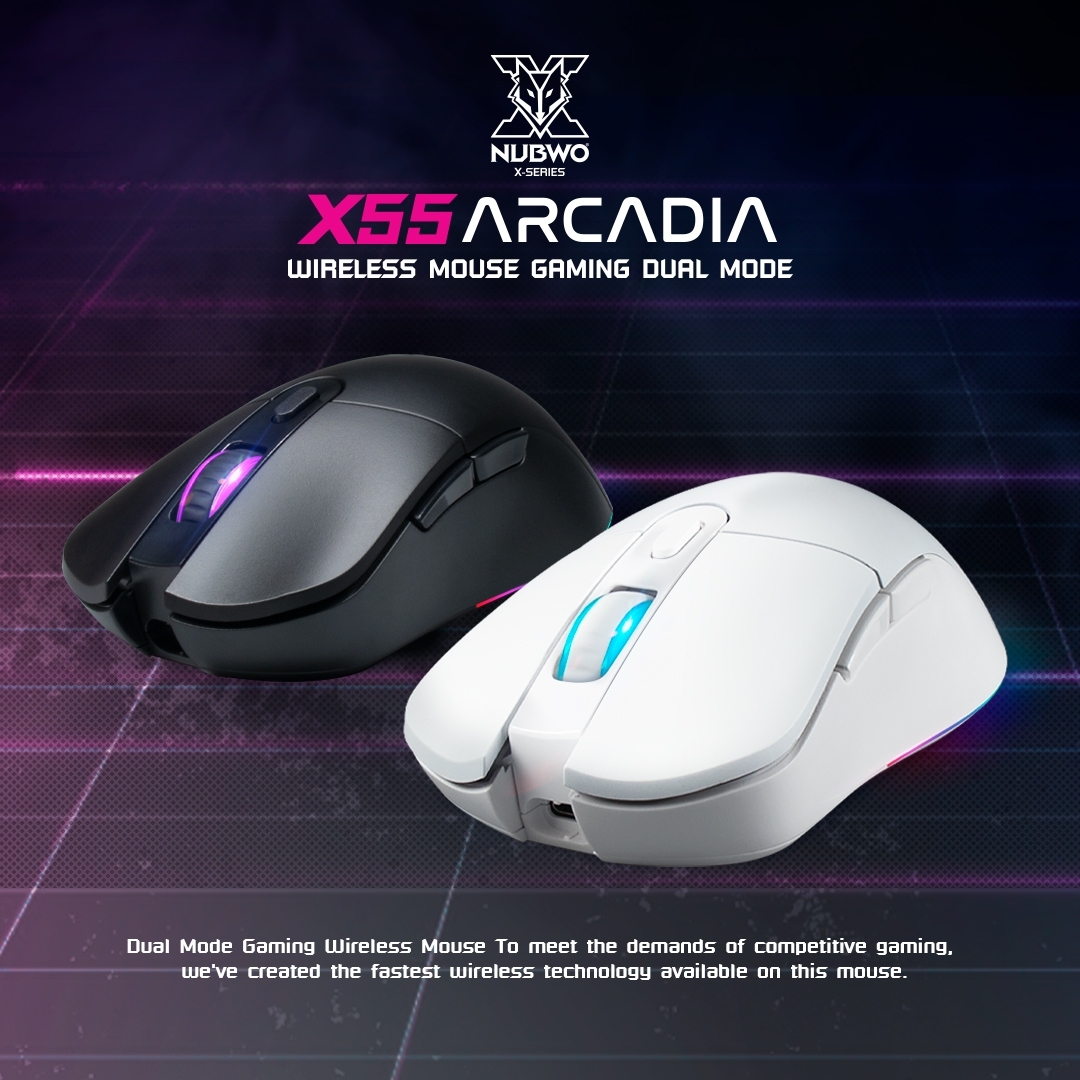 NUBWO
X-SERIES
X55 ARCADIA
WIRELESS MOUSE GAMING DUAL MODE
Dual Mode Gaming Wireless Mouse To meet the demands of competitive gaming,
we've created the fastest wireless technology available on this mouse.